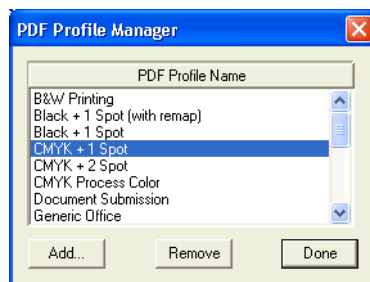 PDF Profile Manager
PDF Profile Name
B&W Printing
Black + 1 Spot (with remap)
Black + 1 Spot
CMYK + 1 Spot
CMYK + 2 Spot
CMYK Process Color
Document Submission
Generic Office
Add... Remove Done